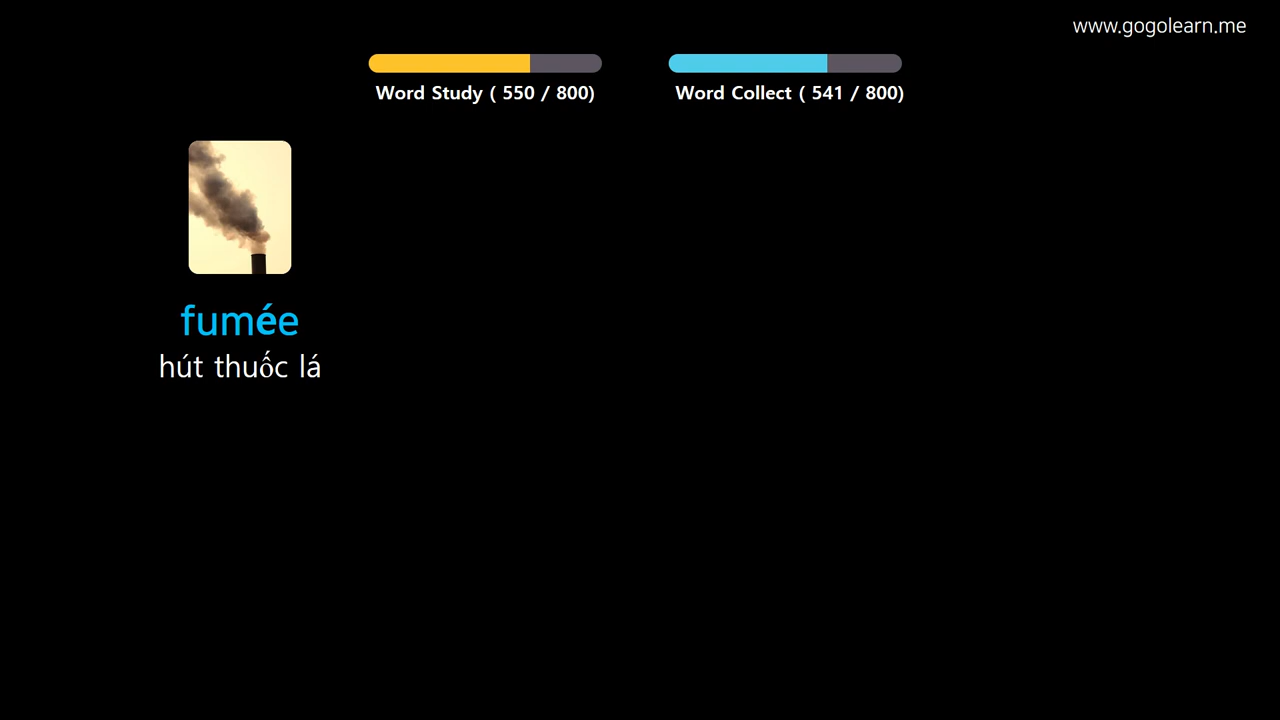 www.gogolearn.me
Word Study ( 550 / 800)
Word Collect ( 541 / 800)
fumée
hút thuốc lá